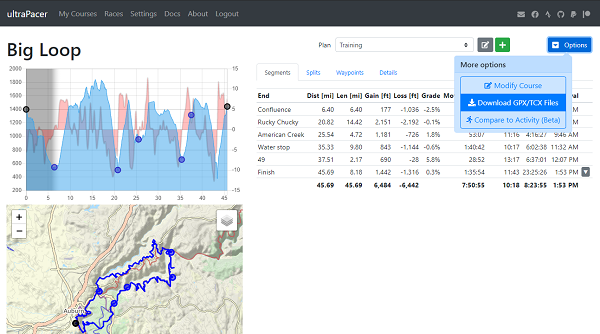 ultraPacer My Courses Races Settings Docs About Logout
Big Loop
Plan Training Options
More options
Modify Course
Download GPX/TCX Files
Compare to Activity (Beta)
2000 15
1800 10
1600
1400 5
1200 0
1000
800 -5
600
400 -10
200 -15
0 5 10 15 20 25 30 35 40 45
Segments Splits Waypoints Details
End Dist [mi] Len [mi] Gain [ft] Loss [ft] Grade
Confluence 6.40 6.40 177 -1,036 -2.5%
Rucky Chucky 20.82 14.42 2,151 -2,192 -0.1%
American Creek 25.54 4.72 1,181 -726 1.8% 53:07 11:16 4:16:27 9:46 AM
Water stop 35.33 9.80 843 -1,144 -0.6% 1:40:42 10:17 6:02:38 11:32 AM
49 37.51 2.17 690 -28 5.8% 28:52 13:17 6:37:01 12:07 PM
Finish 45.69 8.18 1,442 -1,316 0.3% 1:35:54 11:43 23:25:26 1:53 PM
45.69 45.69 6,484 -6,442 7:50:55 10:18 8:23:55 1:53 PM
+
−
Auburn